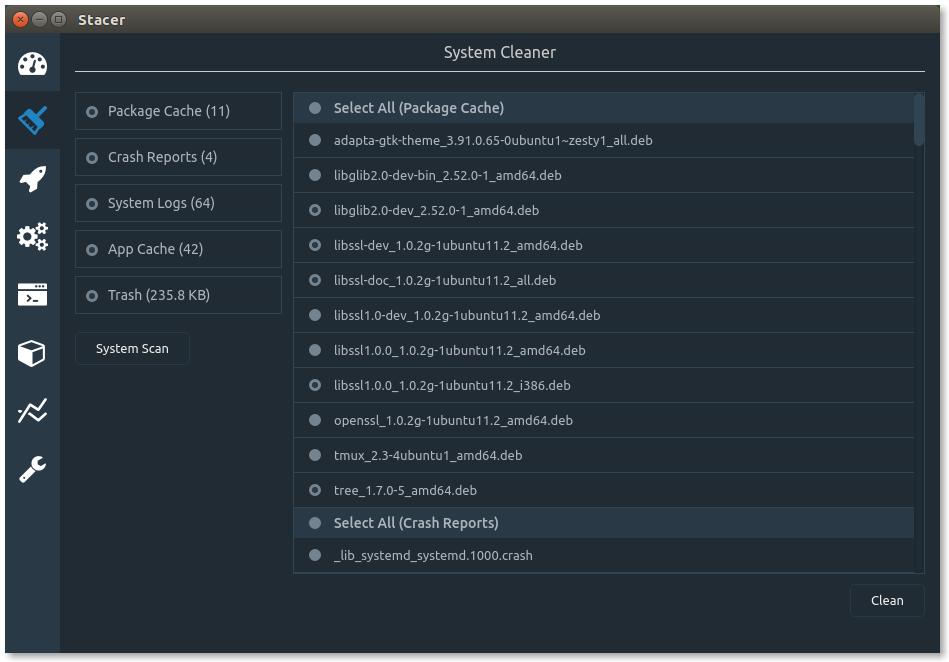 Stacer
System Cleaner
Package Cache (11)
Crash Reports (4)
System Logs (64)
App Cache (42)
Trash (235.8 KB)
System Scan
Select All (Package Cache)
adapta-gtk-theme_3.91.0.65-0ubuntu1~zesty1_all.deb
libglib2.0-dev-bin_2.52.0-1_amd64.deb
libglib2.0-dev_2.52.0-1_amd64.deb
libssl-dev_1.0.2g-1ubuntu11.2_amd64.deb
libssl-doc_1.0.2g-1ubuntu11.2_all.deb
libssl1.0-dev_1.0.2g-1ubuntu11.2_amd64.deb
libssl1.0.0_1.0.2g-1ubuntu11.2_amd64.deb
libssl1.0.0_1.0.2g-1ubuntu11.2_i386.deb
openssl_1.0.2g-1ubuntu11.2_amd64.deb
tmux_2.3-4ubuntu1_amd64.deb
tree_1.7.0-5_amd64.deb
Select All (Crash Reports)
_lib_systemd_systemd.1000.crash
Clean